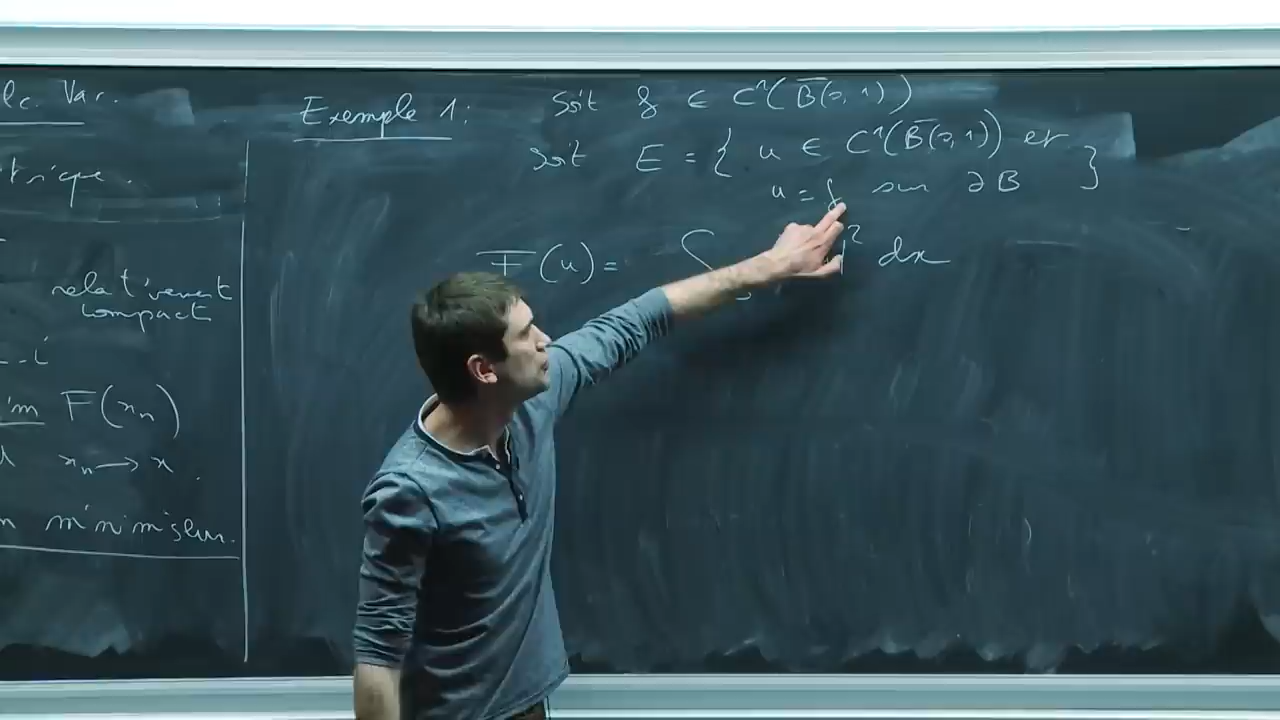 lc. Var.
trique.
relativement
compact
F(xₙ)
xₙ → x.
minimiseur.
Exemple 1:
Soit g ∈ C¹(B̅(0,1))
Soit E = { u ∈ C¹(B̅(0,1)) et
u = g sur ∂B }
F(u) = ∫ |² dx